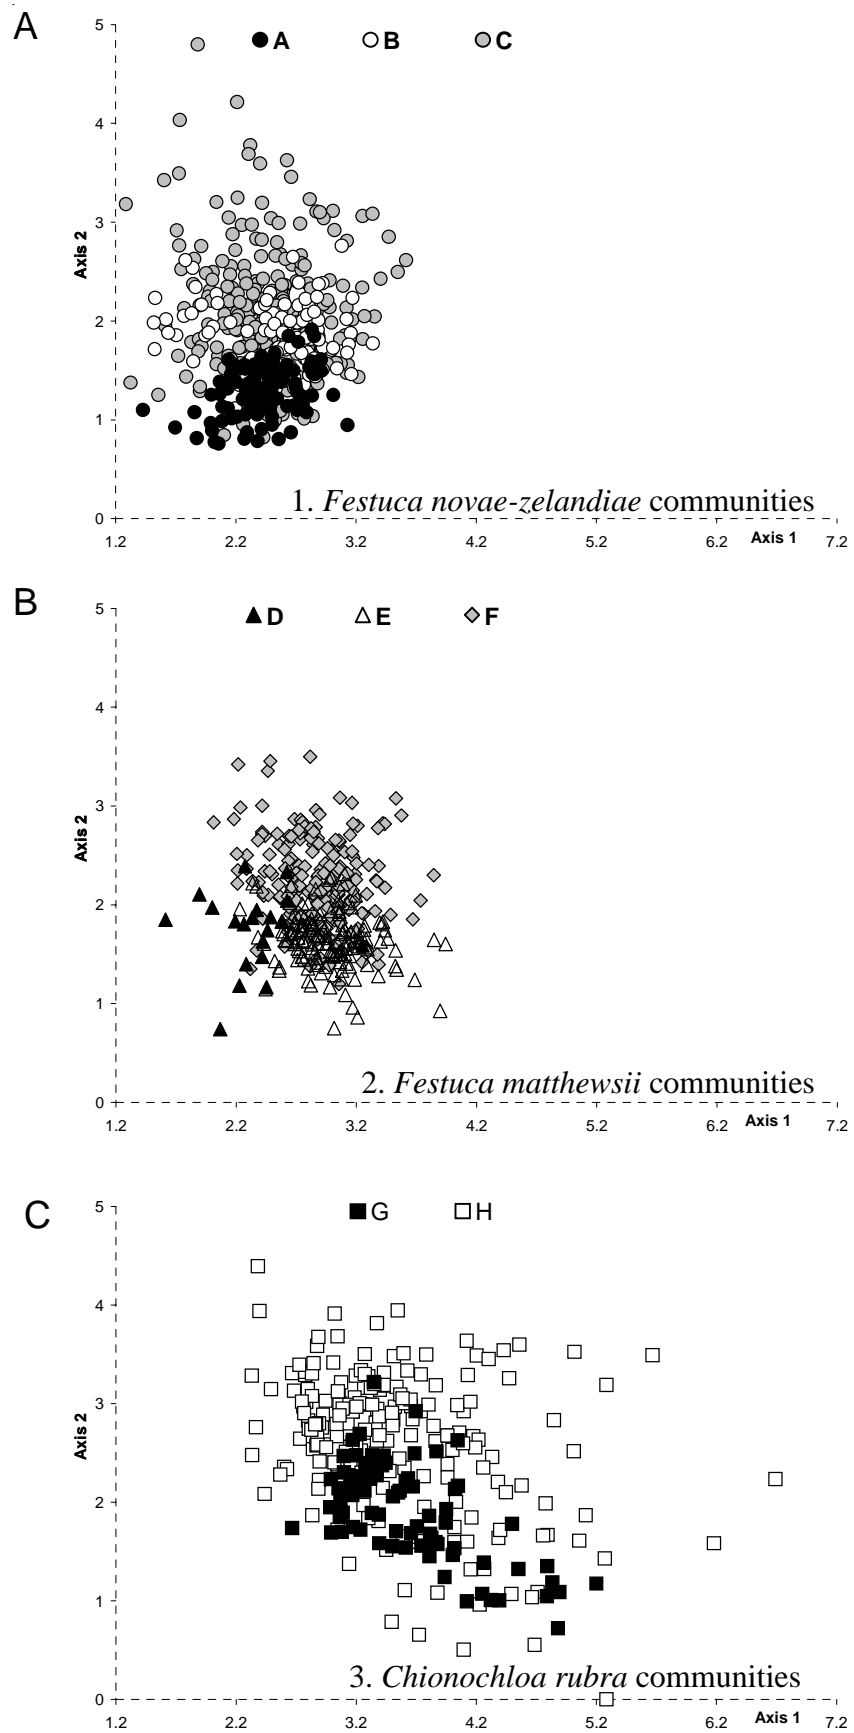 A
5
A B C
4
3
Axis 2
2
1
1. Festuca novae-zelandiae communities
0
1.2 2.2 3.2 4.2 5.2 6.2 Axis 1 7.2
B
5
D E F
4
3
Axis 2
2
1
2. Festuca matthewsii communities
0
1.2 2.2 3.2 4.2 5.2 6.2 Axis 1 7.2
C
5
G H
4
3
Axis 2
2
1
3. Chionochloa rubra communities
0
1.2 2.2 3.2 4.2 5.2 6.2 Axis 1 7.2